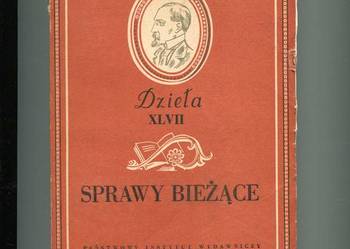 Dzieła
XLVII
SPRAWY BIEŻĄCE
PAŃSTWOWY INSTYTUT WYDAWNICZY